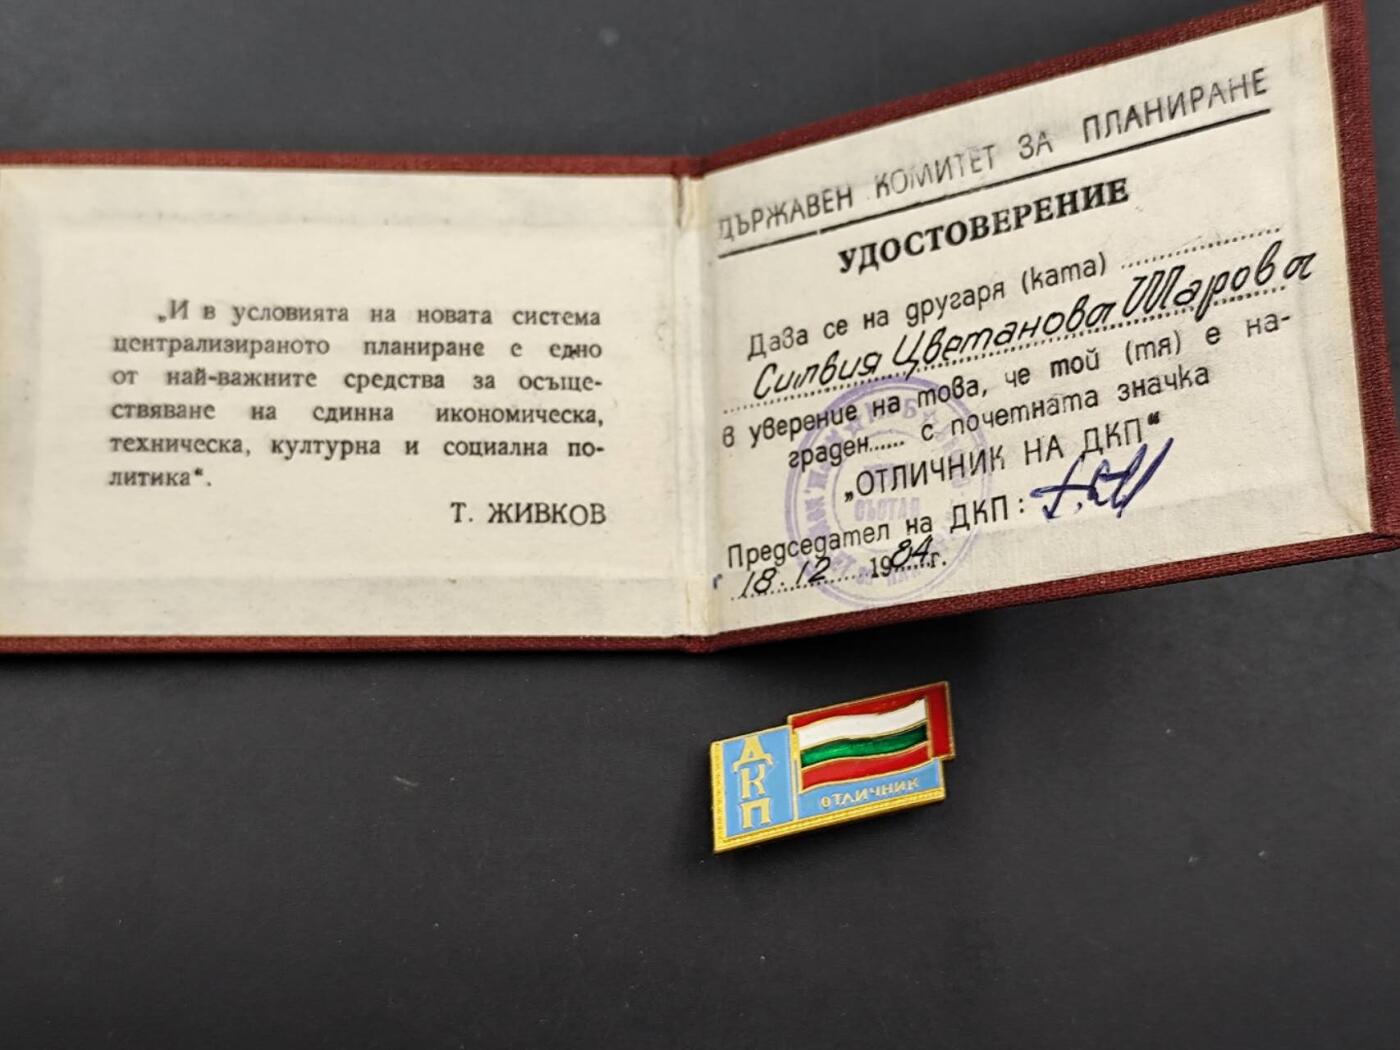 „И в условията на новата система
централизираното планиране е едно
от най-важните средства за осъще-
ствяване на единна икономическа,
техническа, културна и социална по-
литика“.
Т. ЖИВКОВ
ДЪРЖАВЕН КОМИТЕТ ЗА ПЛАНИРАНЕ
УДОСТОВЕРЕНИЕ
Дава се на другаря (ката) ..........
Силвия Цветанова Шарова
в уверение на това, че той (тя) е на-
граден...... с почетната значка
„ОТЛИЧНИК НА ДКП“
Председател на ДКП:
18.12 1984 г.
СЪСТАВ
ДКП
ОТЛИЧНИК